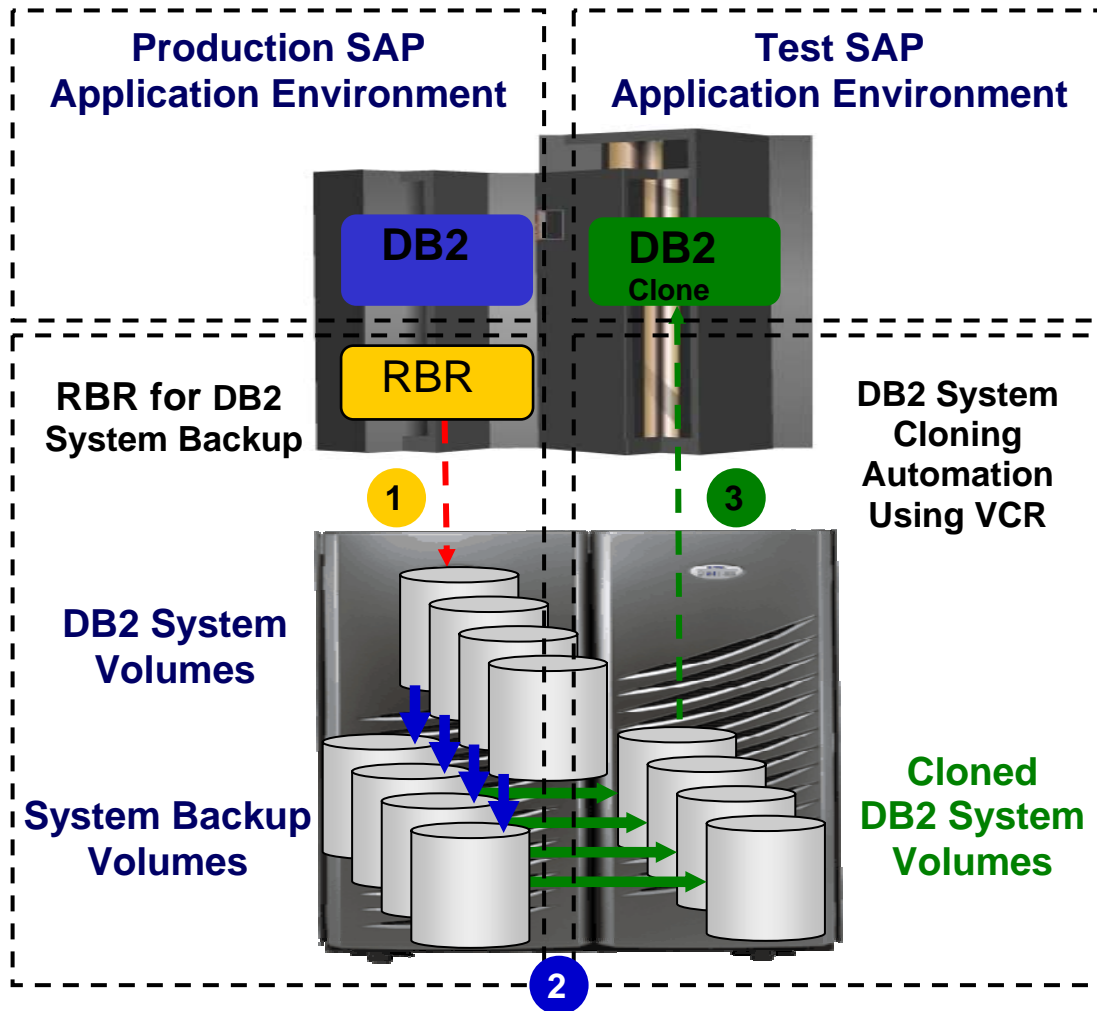 Production SAP
Application Environment
Test SAP
Application Environment
DB2
DB2
Clone
RBR
RBR for DB2
System Backup
DB2 System
Cloning
Automation
Using VCR
1
3
DB2 System
Volumes
System Backup
Volumes
Cloned
DB2 System
Volumes
2